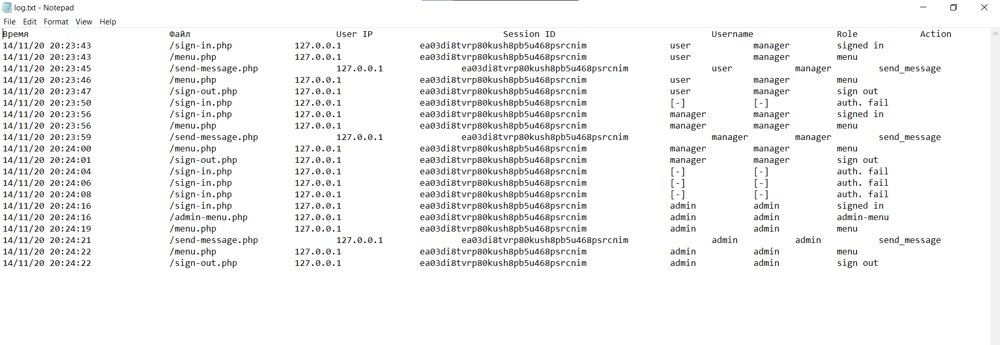 log.txt - Notepad
File Edit Format View Help
Время Файл User IP Session ID Username Role Action
14/11/20 20:23:43 /sign-in.php 127.0.0.1 ea03di8tvrp80kush8pb5u468psrcnim user manager signed in
14/11/20 20:23:43 /menu.php 127.0.0.1 ea03di8tvrp80kush8pb5u468psrcnim user manager menu
14/11/20 20:23:45 /send-message.php 127.0.0.1 ea03di8tvrp80kush8pb5u468psrcnim user manager send_message
14/11/20 20:23:46 /menu.php 127.0.0.1 ea03di8tvrp80kush8pb5u468psrcnim user manager menu
14/11/20 20:23:47 /sign-out.php 127.0.0.1 ea03di8tvrp80kush8pb5u468psrcnim user manager sign out
14/11/20 20:23:50 /sign-in.php 127.0.0.1 ea03di8tvrp80kush8pb5u468psrcnim [-] [-] auth. fail
14/11/20 20:23:56 /sign-in.php 127.0.0.1 ea03di8tvrp80kush8pb5u468psrcnim manager manager signed in
14/11/20 20:23:56 /menu.php 127.0.0.1 ea03di8tvrp80kush8pb5u468psrcnim manager manager menu
14/11/20 20:23:59 /send-message.php 127.0.0.1 ea03di8tvrp80kush8pb5u468psrcnim manager manager send_message
14/11/20 20:24:00 /menu.php 127.0.0.1 ea03di8tvrp80kush8pb5u468psrcnim manager manager menu
14/11/20 20:24:01 /sign-out.php 127.0.0.1 ea03di8tvrp80kush8pb5u468psrcnim manager manager sign out
14/11/20 20:24:04 /sign-in.php 127.0.0.1 ea03di8tvrp80kush8pb5u468psrcnim [-] [-] auth. fail
14/11/20 20:24:06 /sign-in.php 127.0.0.1 ea03di8tvrp80kush8pb5u468psrcnim [-] [-] auth. fail
14/11/20 20:24:08 /sign-in.php 127.0.0.1 ea03di8tvrp80kush8pb5u468psrcnim [-] [-] auth. fail
14/11/20 20:24:16 /sign-in.php 127.0.0.1 ea03di8tvrp80kush8pb5u468psrcnim admin admin signed in
14/11/20 20:24:16 /admin-menu.php 127.0.0.1 ea03di8tvrp80kush8pb5u468psrcnim admin admin admin-menu
14/11/20 20:24:19 /menu.php 127.0.0.1 ea03di8tvrp80kush8pb5u468psrcnim admin admin menu
14/11/20 20:24:21 /send-message.php 127.0.0.1 ea03di8tvrp80kush8pb5u468psrcnim admin admin send_message
14/11/20 20:24:22 /menu.php 127.0.0.1 ea03di8tvrp80kush8pb5u468psrcnim admin admin menu
14/11/20 20:24:22 /sign-out.php 127.0.0.1 ea03di8tvrp80kush8pb5u468psrcnim admin admin sign out